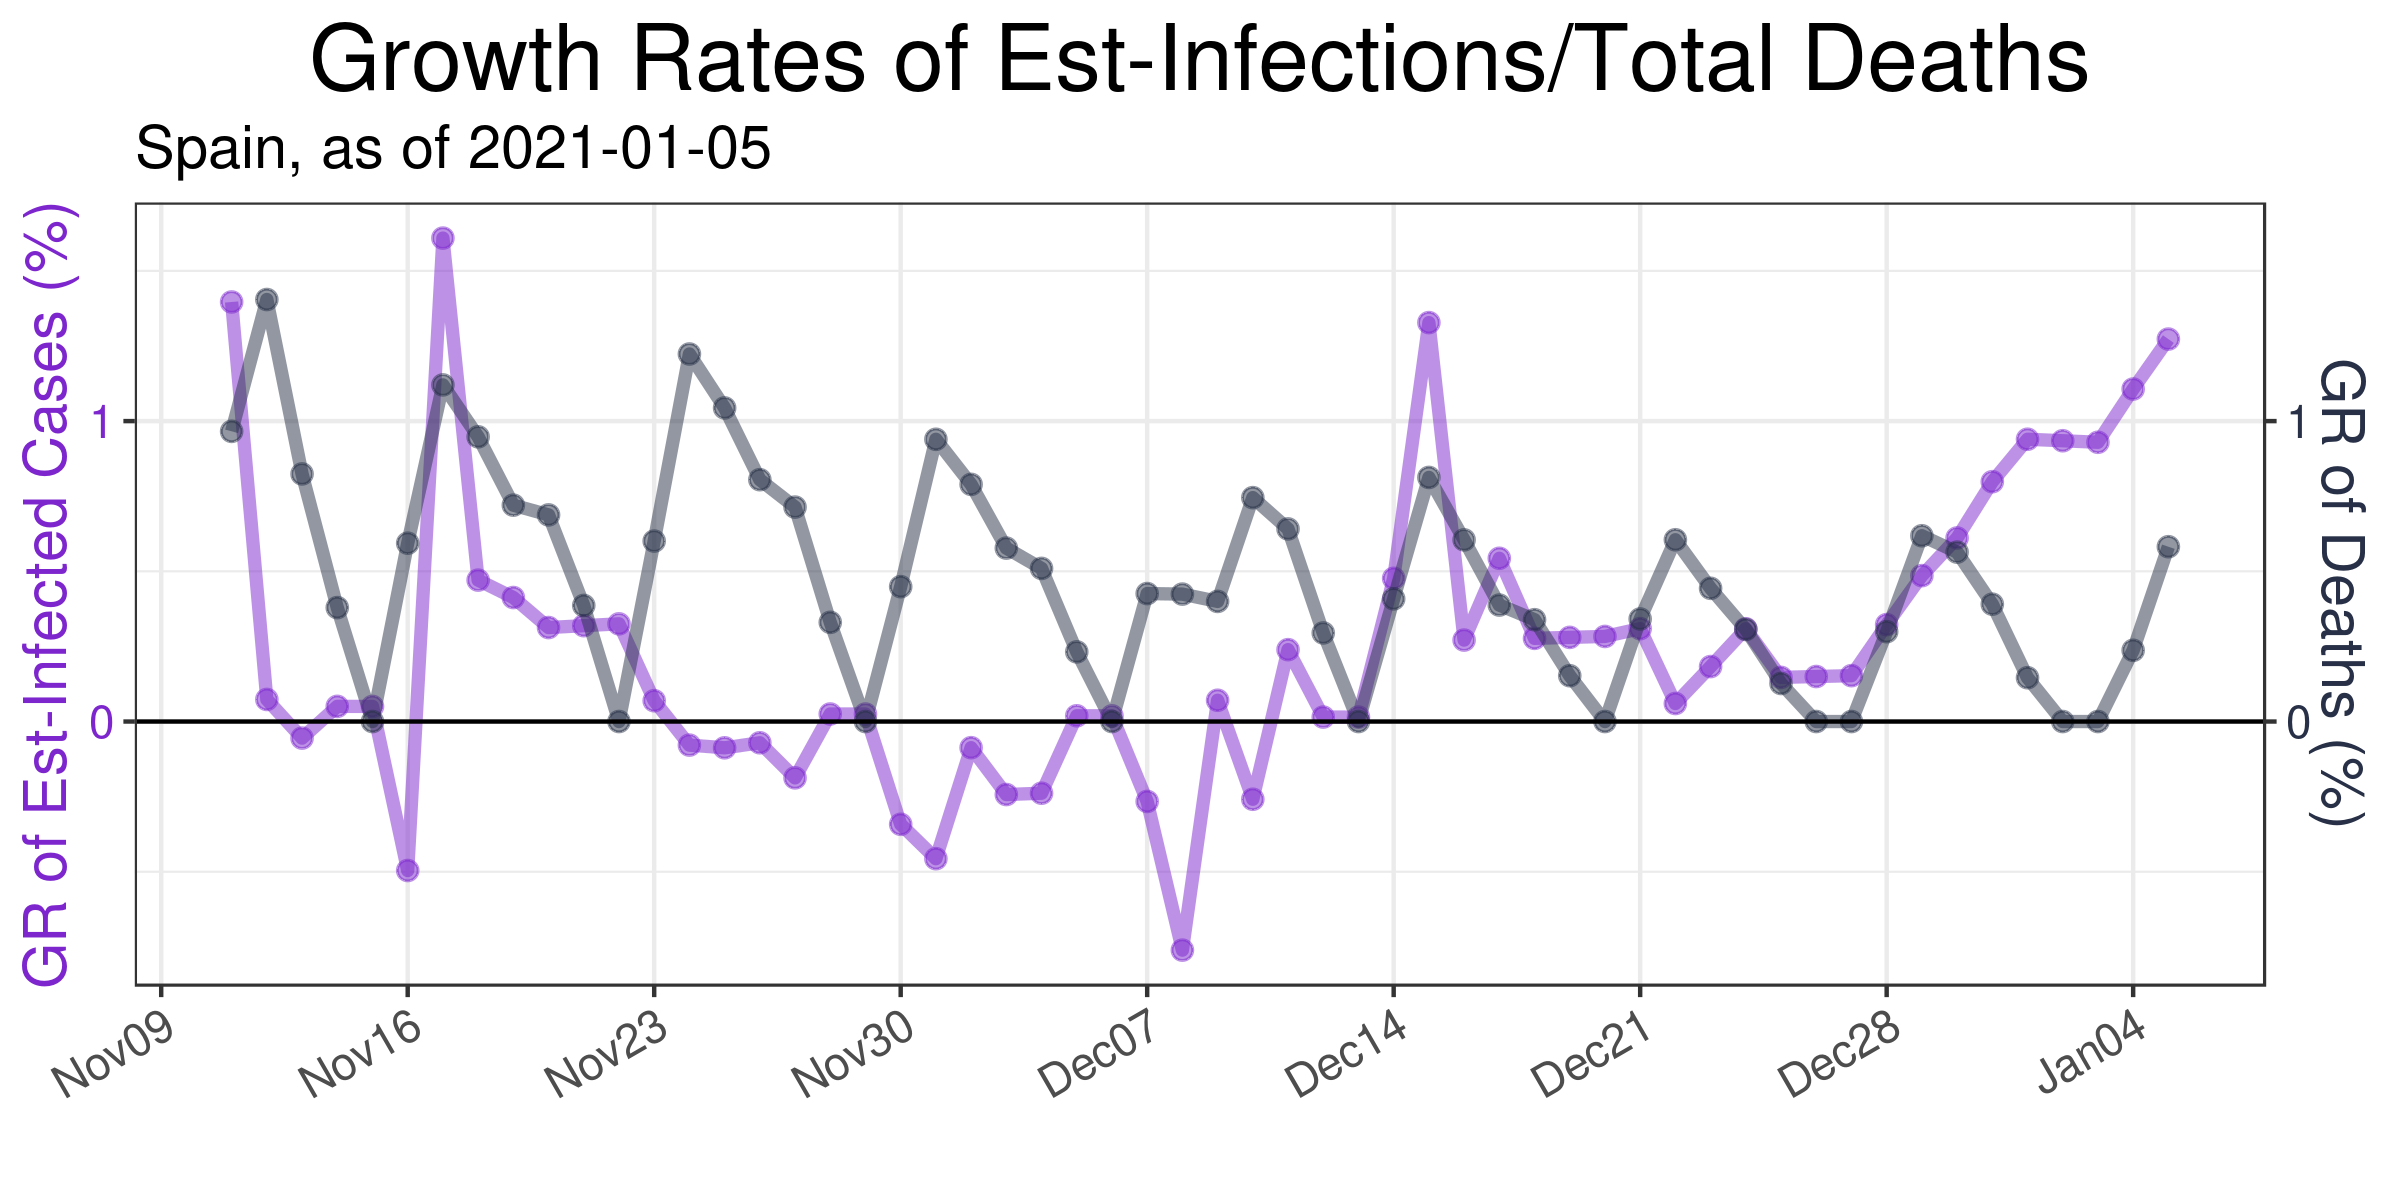 Growth Rates of Est-Infections/Total Deaths
Spain, as of 2021-01-05
GR of Est-Infected Cases (%)
1
0
1
0
GR of Deaths (%)
Nov09
Nov16
Nov23
Nov30
Dec07
Dec14
Dec21
Dec28
Jan04